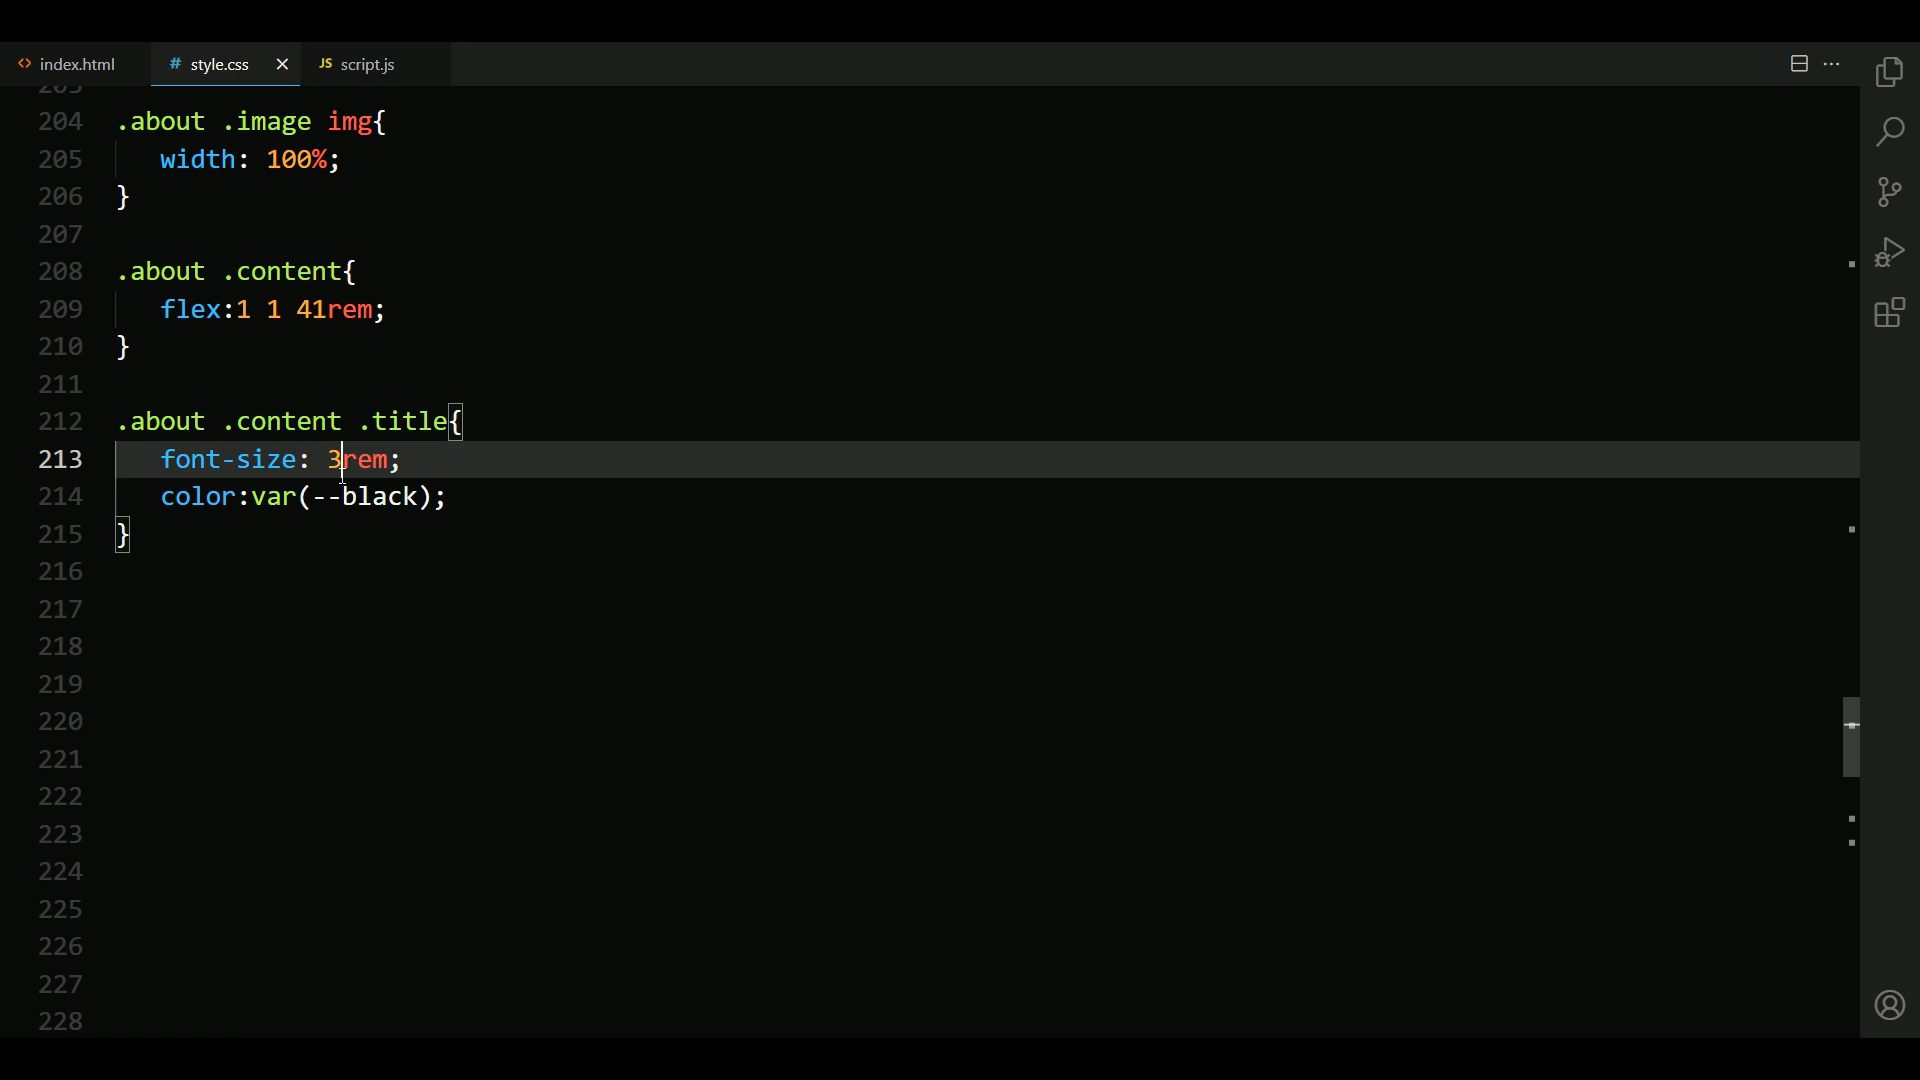 index.html # style.css × JS script.js
203
204 .about .image img{
205 width: 100%;
206 }
207
208 .about .content{
209 flex:1 1 41rem;
210 }
211
212 .about .content .title{
213 font-size: 3rem;
214 color:var(--black);
215 }
216
217
218
219
220
221
222
223
224
225
226
227
228